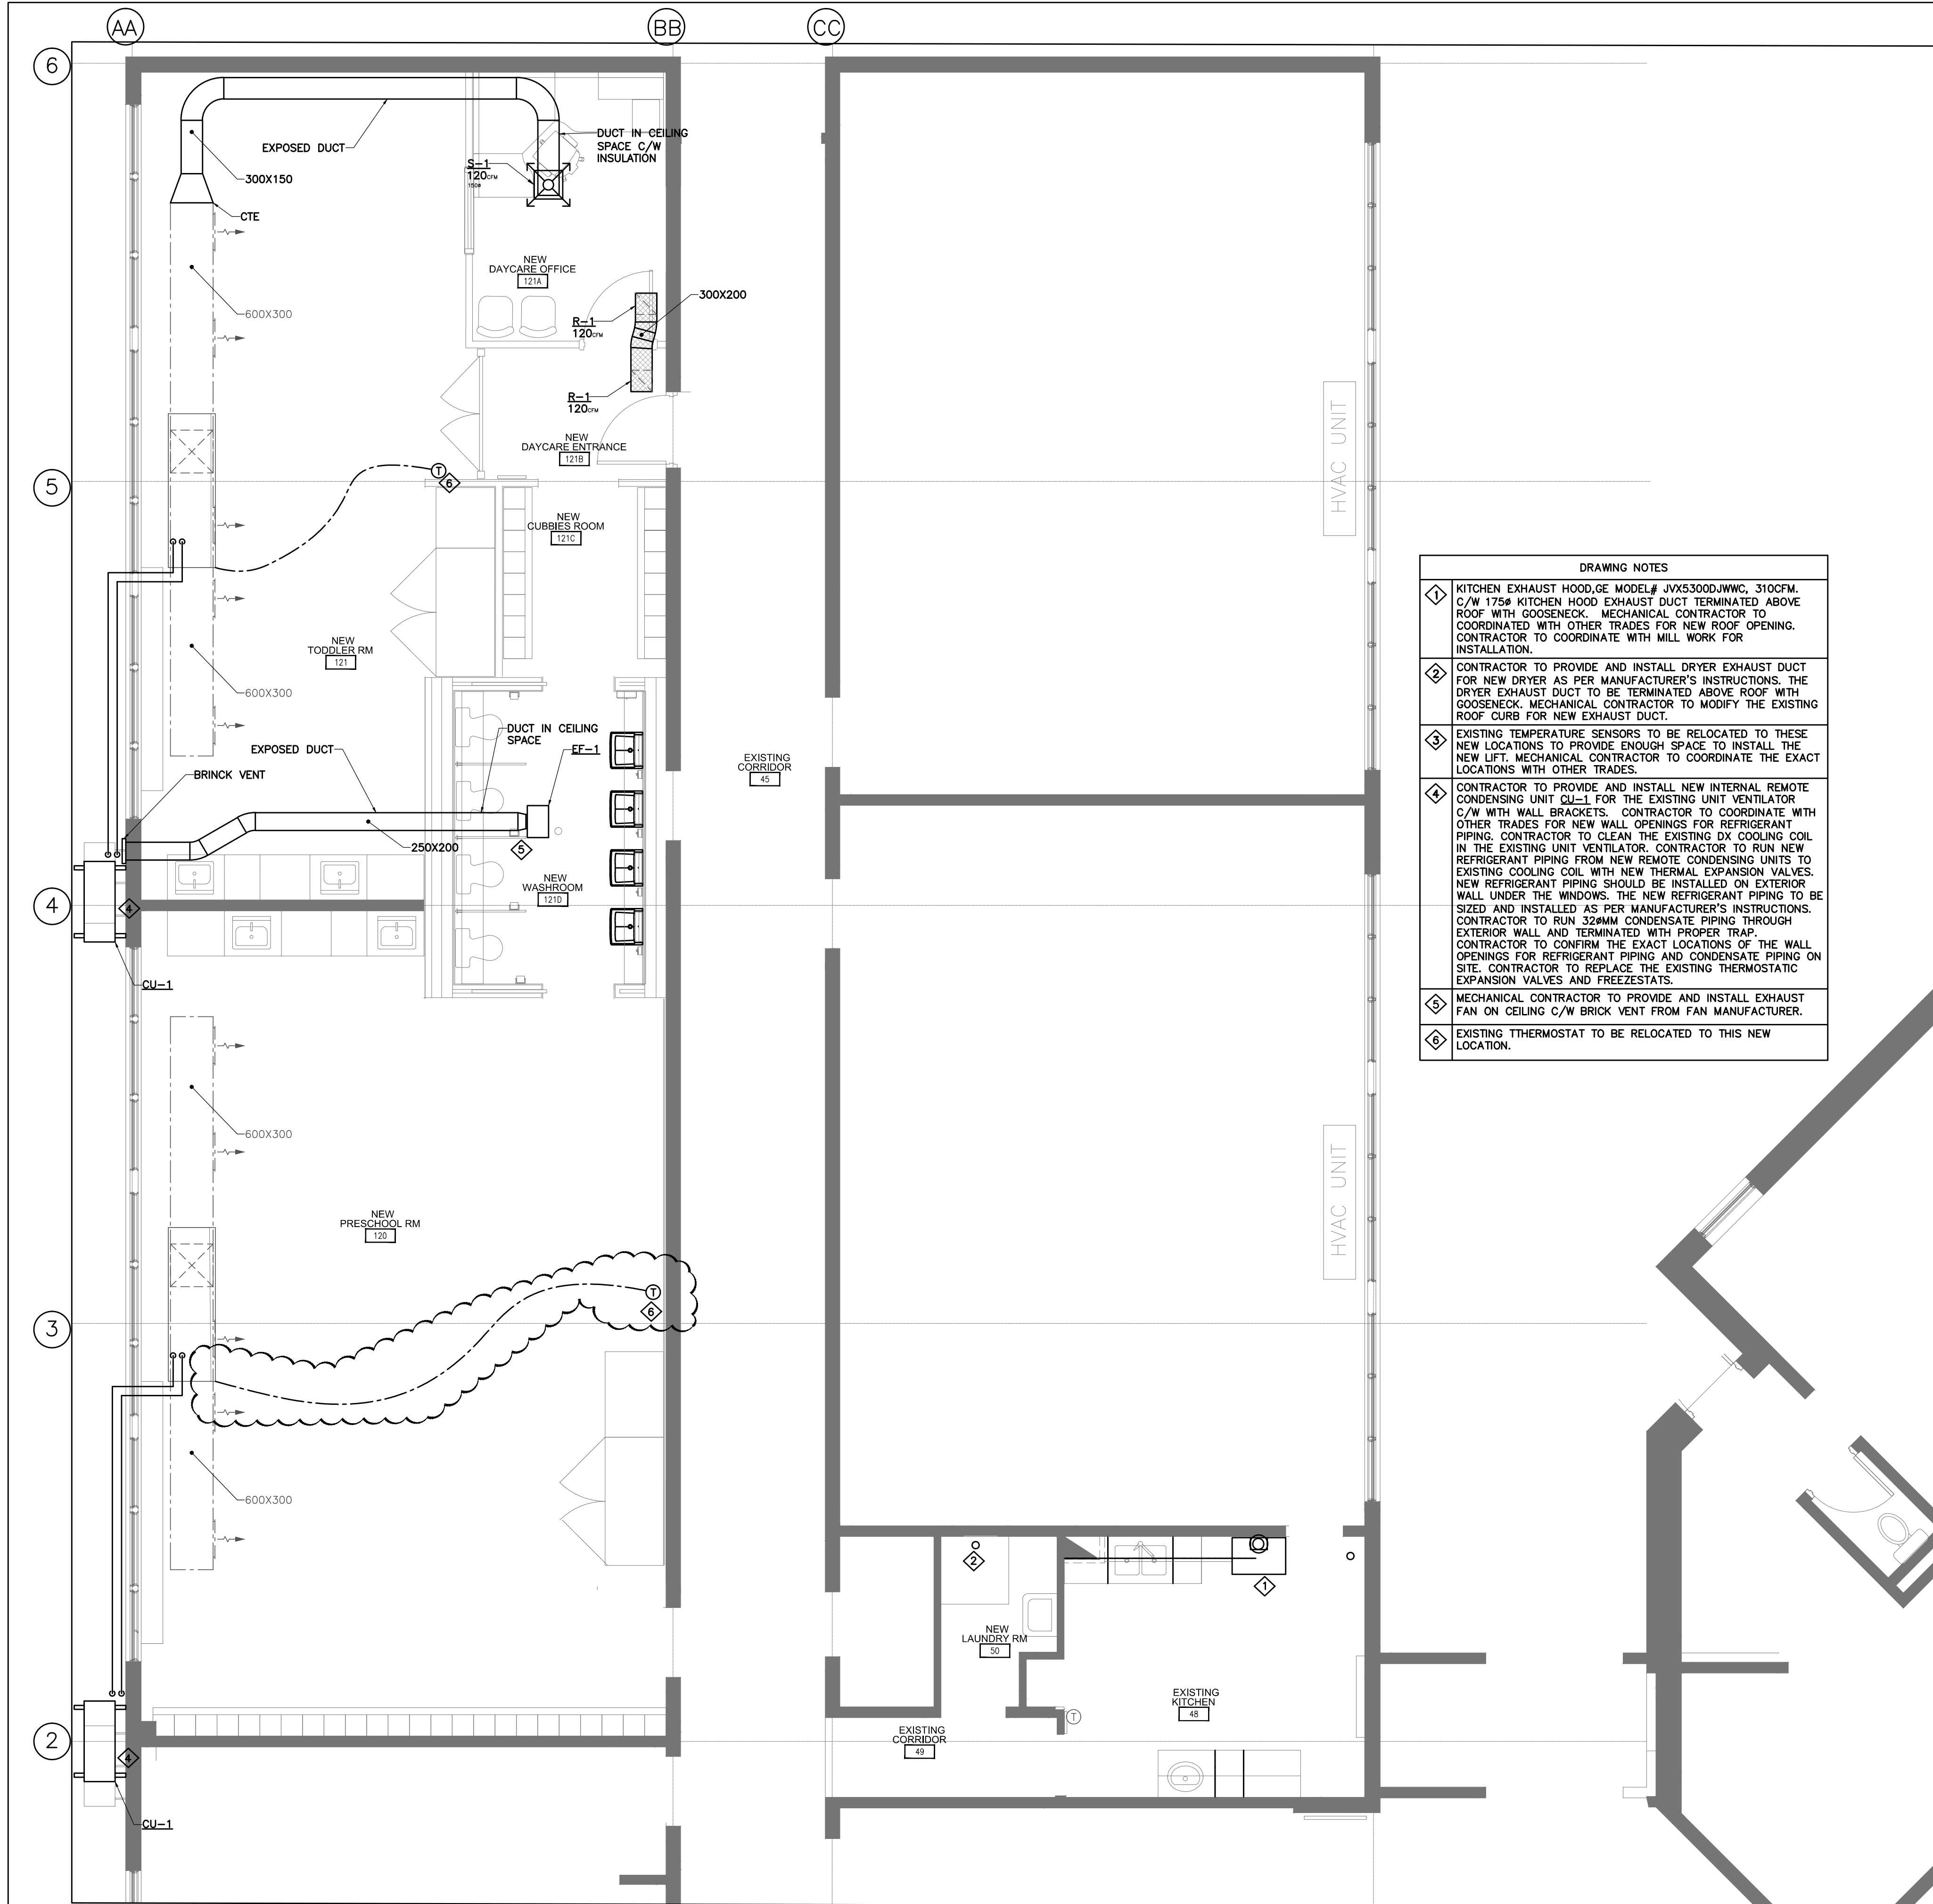 AA
BB
CC
6
EXPOSED DUCT
DUCT IN CEILING
SPACE C/W
INSULATION
S-1
120CFM
150ø
300X150
CTE
NEW
DAYCARE OFFICE
121A
600X300
300X200
R-1
120CFM
R-1
120CFM
NEW
DAYCARE ENTRANCE
121B
T
6
5
NEW
CUBBIES ROOM
121C
HVAC UNIT
NEW
TODDLER RM
121
600X300
DUCT IN CEILING
SPACE
EXPOSED DUCT
EF-1
BRINCK VENT
EXISTING
CORRIDOR
45
250X200
5
NEW
WASHROOM
121D
4
4
CU-1
600X300
HVAC UNIT
NEW
PRESCHOOL RM
120
T
6
3
600X300
2
1
NEW
LAUNDRY RM
50
EXISTING
KITCHEN
48
T
EXISTING
CORRIDOR
49
2
4
CU-1
DRAWING NOTES
1
KITCHEN EXHAUST HOOD,GE MODEL# JVX5300DJWWC, 310CFM.
C/W 175ø KITCHEN HOOD EXHAUST DUCT TERMINATED ABOVE
ROOF WITH GOOSENECK. MECHANICAL CONTRACTOR TO
COORDINATED WITH OTHER TRADES FOR NEW ROOF OPENING.
CONTRACTOR TO COORDINATE WITH MILL WORK FOR
INSTALLATION.
2
CONTRACTOR TO PROVIDE AND INSTALL DRYER EXHAUST DUCT
FOR NEW DRYER AS PER MANUFACTURER'S INSTRUCTIONS. THE
DRYER EXHAUST DUCT TO BE TERMINATED ABOVE ROOF WITH
GOOSENECK. MECHANICAL CONTRACTOR TO MODIFY THE EXISTING
ROOF CURB FOR NEW EXHAUST DUCT.
3
EXISTING TEMPERATURE SENSORS TO BE RELOCATED TO THESE
NEW LOCATIONS TO PROVIDE ENOUGH SPACE TO INSTALL THE
NEW LIFT. MECHANICAL CONTRACTOR TO COORDINATE THE EXACT
LOCATIONS WITH OTHER TRADES.
4
CONTRACTOR TO PROVIDE AND INSTALL NEW INTERNAL REMOTE
CONDENSING UNIT CU-1 FOR THE EXISTING UNIT VENTILATOR
C/W WITH WALL BRACKETS. CONTRACTOR TO COORDINATE WITH
OTHER TRADES FOR NEW WALL OPENINGS FOR REFRIGERANT
PIPING. CONTRACTOR TO CLEAN THE EXISTING DX COOLING COIL
IN THE EXISTING UNIT VENTILATOR. CONTRACTOR TO RUN NEW
REFRIGERANT PIPING FROM NEW REMOTE CONDENSING UNITS TO
EXISTING COOLING COIL WITH NEW THERMAL EXPANSION VALVES.
NEW REFRIGERANT PIPING SHOULD BE INSTALLED ON EXTERIOR
WALL UNDER THE WINDOWS. THE NEW REFRIGERANT PIPING TO BE
SIZED AND INSTALLED AS PER MANUFACTURER'S INSTRUCTIONS.
CONTRACTOR TO RUN 32øMM CONDENSATE PIPING THROUGH
EXTERIOR WALL AND TERMINATED WITH PROPER TRAP.
CONTRACTOR TO CONFIRM THE EXACT LOCATIONS OF THE WALL
OPENINGS FOR REFRIGERANT PIPING AND CONDENSATE PIPING ON
SITE. CONTRACTOR TO REPLACE THE EXISTING THERMOSTATIC
EXPANSION VALVES AND FREEZESTATS.
5
MECHANICAL CONTRACTOR TO PROVIDE AND INSTALL EXHAUST
FAN ON CEILING C/W BRICK VENT FROM FAN MANUFACTURER.
6
EXISTING TTHERMOSTAT TO BE RELOCATED TO THIS NEW
LOCATION.